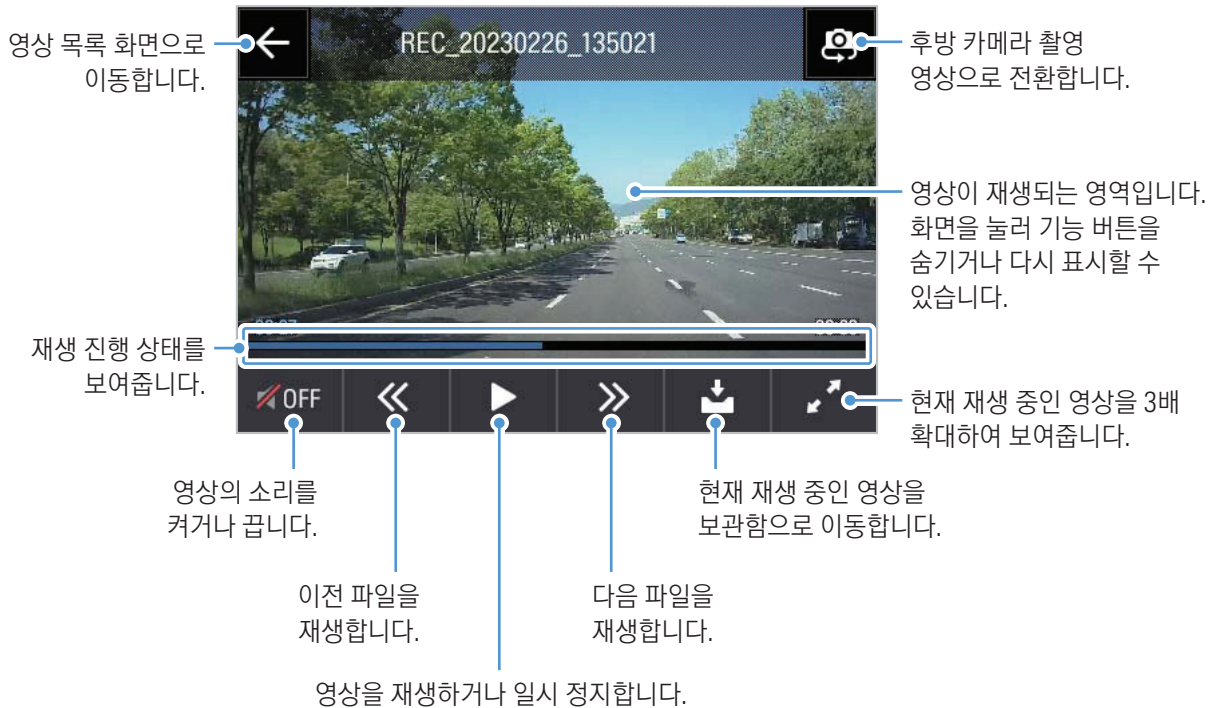 영상 목록 화면으로
이동합니다.
REC_20230226_135021
후방 카메라 촬영
영상으로 전환합니다.
영상이 재생되는 영역입니다.
화면을 눌러 기능 버튼을
숨기거나 다시 표시할 수
있습니다.
재생 진행 상태를
보여줍니다.
OFF
현재 재생 중인 영상을 3배
확대하여 보여줍니다.
영상의 소리를
켜거나 끕니다.
현재 재생 중인 영상을
보관함으로 이동합니다.
이전 파일을
재생합니다.
다음 파일을
재생합니다.
영상을 재생하거나 일시 정지합니다.